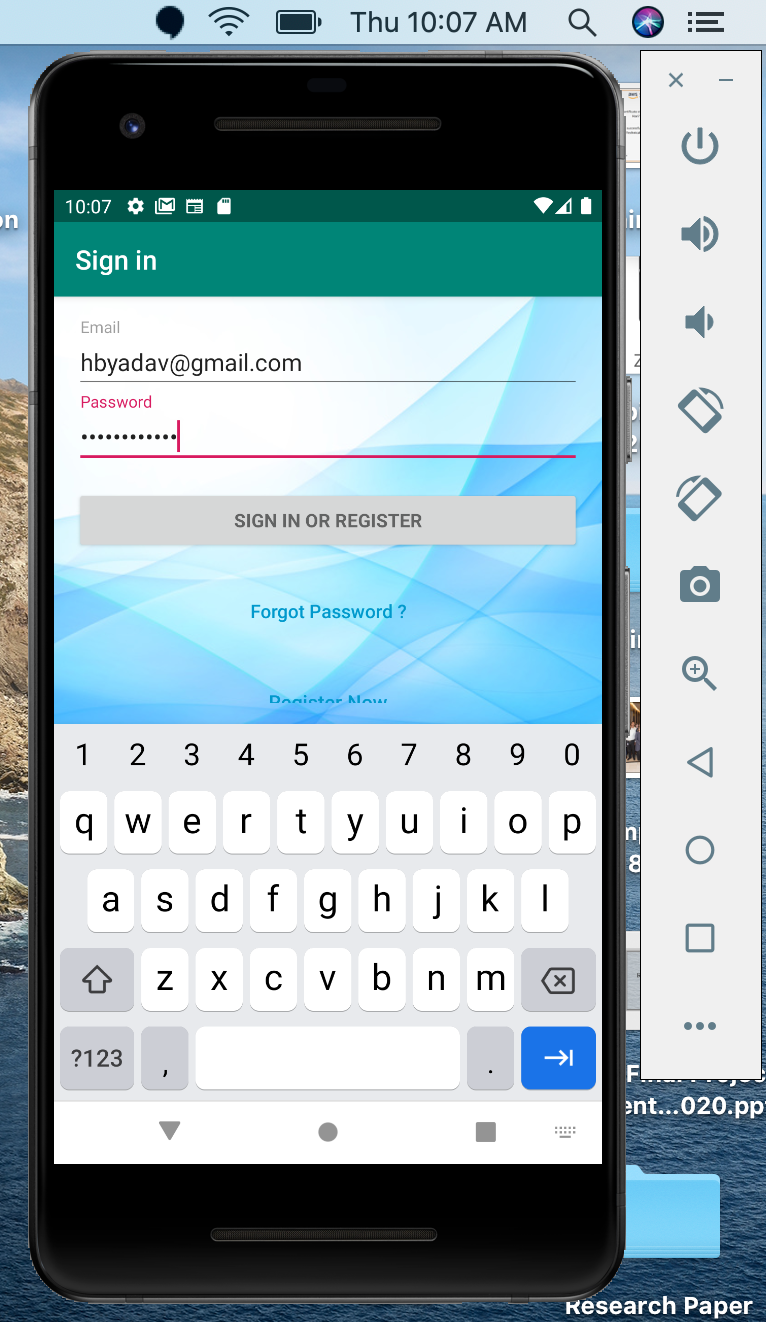 Thu 10:07 AM
on
10:07
Sign in
Email
hbyadav@gmail.com
Password
••••••••••••
SIGN IN OR REGISTER
Forgot Password ?
Register Now
1 2 3 4 5 6 7 8 9 0
q w e r t y u i o p
a s d f g h j k l
z x c v b n m
?123 , .
ent...020.ppt
Research Paper